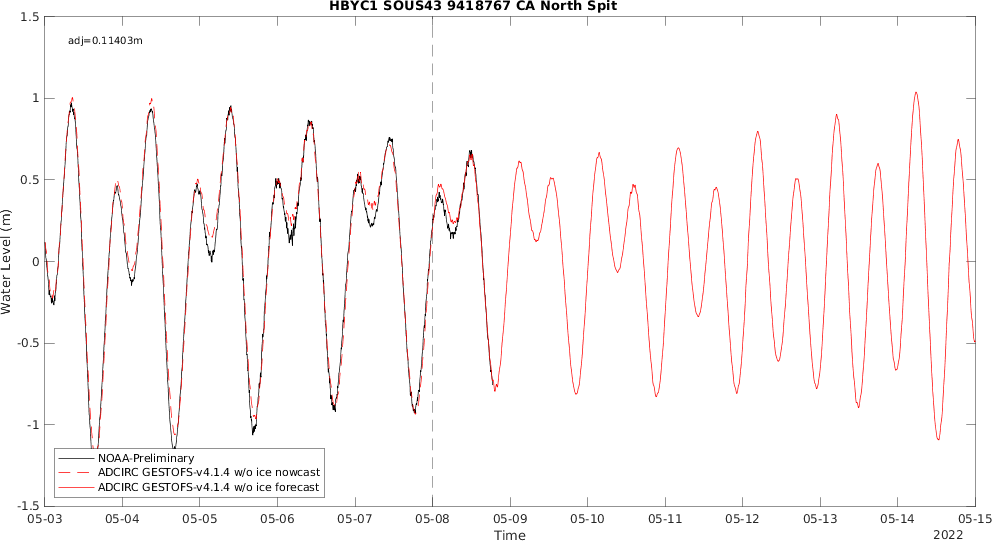 HBYC1 SOUS43 9418767 CA North Spit
adj=0.11403m
1.5
1
0.5
0
-0.5
-1
-1.5
Water Level (m)
NOAA-Preliminary
ADCIRC GESTOFS-v4.1.4 w/o ice nowcast
ADCIRC GESTOFS-v4.1.4 w/o ice forecast
05-03 05-04 05-05 05-06 05-07 05-08 05-09 05-10 05-11 05-12 05-13 05-14 05-15
Time
2022